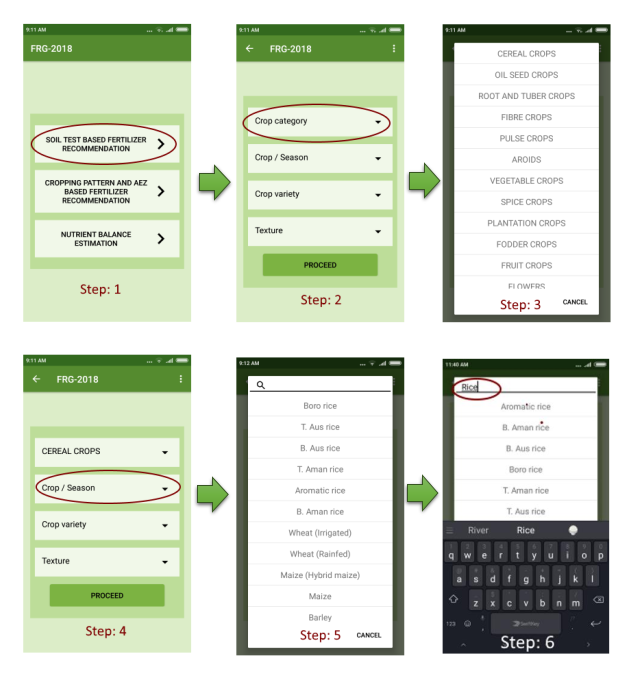 9:11 AM
FRG-2018
SOIL TEST BASED FERTILIZER
RECOMMENDATION
CROPPING PATTERN AND AEZ
BASED FERTILIZER
RECOMMENDATION
NUTRIENT BALANCE
ESTIMATION
Step: 1
9:11 AM
FRG-2018
Crop category
Crop / Season
Crop variety
Texture
PROCEED
Step: 2
9:11 AM
CEREAL CROPS
OIL SEED CROPS
ROOT AND TUBER CROPS
FIBRE CROPS
PULSE CROPS
AROIDS
VEGETABLE CROPS
SPICE CROPS
PLANTATION CROPS
FODDER CROPS
FRUIT CROPS
FLOWERS
Step: 3
CANCEL
9:11 AM
FRG-2018
CEREAL CROPS
Crop / Season
Crop variety
Texture
PROCEED
Step: 4
9:12 AM
Boro rice
T. Aus rice
B. Aus rice
T. Aman rice
Aromatic rice
B. Aman rice
Wheat (Irrigated)
Wheat (Rainfed)
Maize (Hybrid maize)
Maize
Barley
Step: 5
CANCEL
11:40 AM
Rice
Aromatic rice
B. Aman rice
B. Aus rice
Boro rice
T. Aman rice
T. Aus rice
River Rice
q w e r t y u i o p
a s d f g h j k l
z x c v b n m
123 SwiftKey
Step: 6